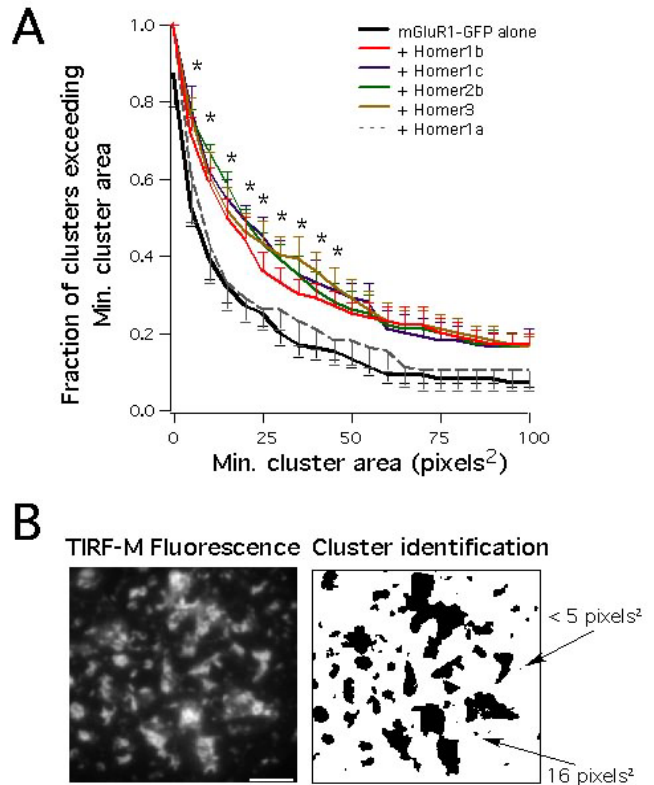 A
Fraction of clusters exceeding
Min. cluster area
1.0
0.8
0.6
0.4
0.2
0.0
* * * * * * * * *
mGluR1-GFP alone
+ Homer1b
+ Homer1c
+ Homer2b
+ Homer3
+ Homer1a
0 25 50 75 100
Min. cluster area (pixels²)
B
TIRF-M Fluorescence
Cluster identification
< 5 pixels²
16 pixels²